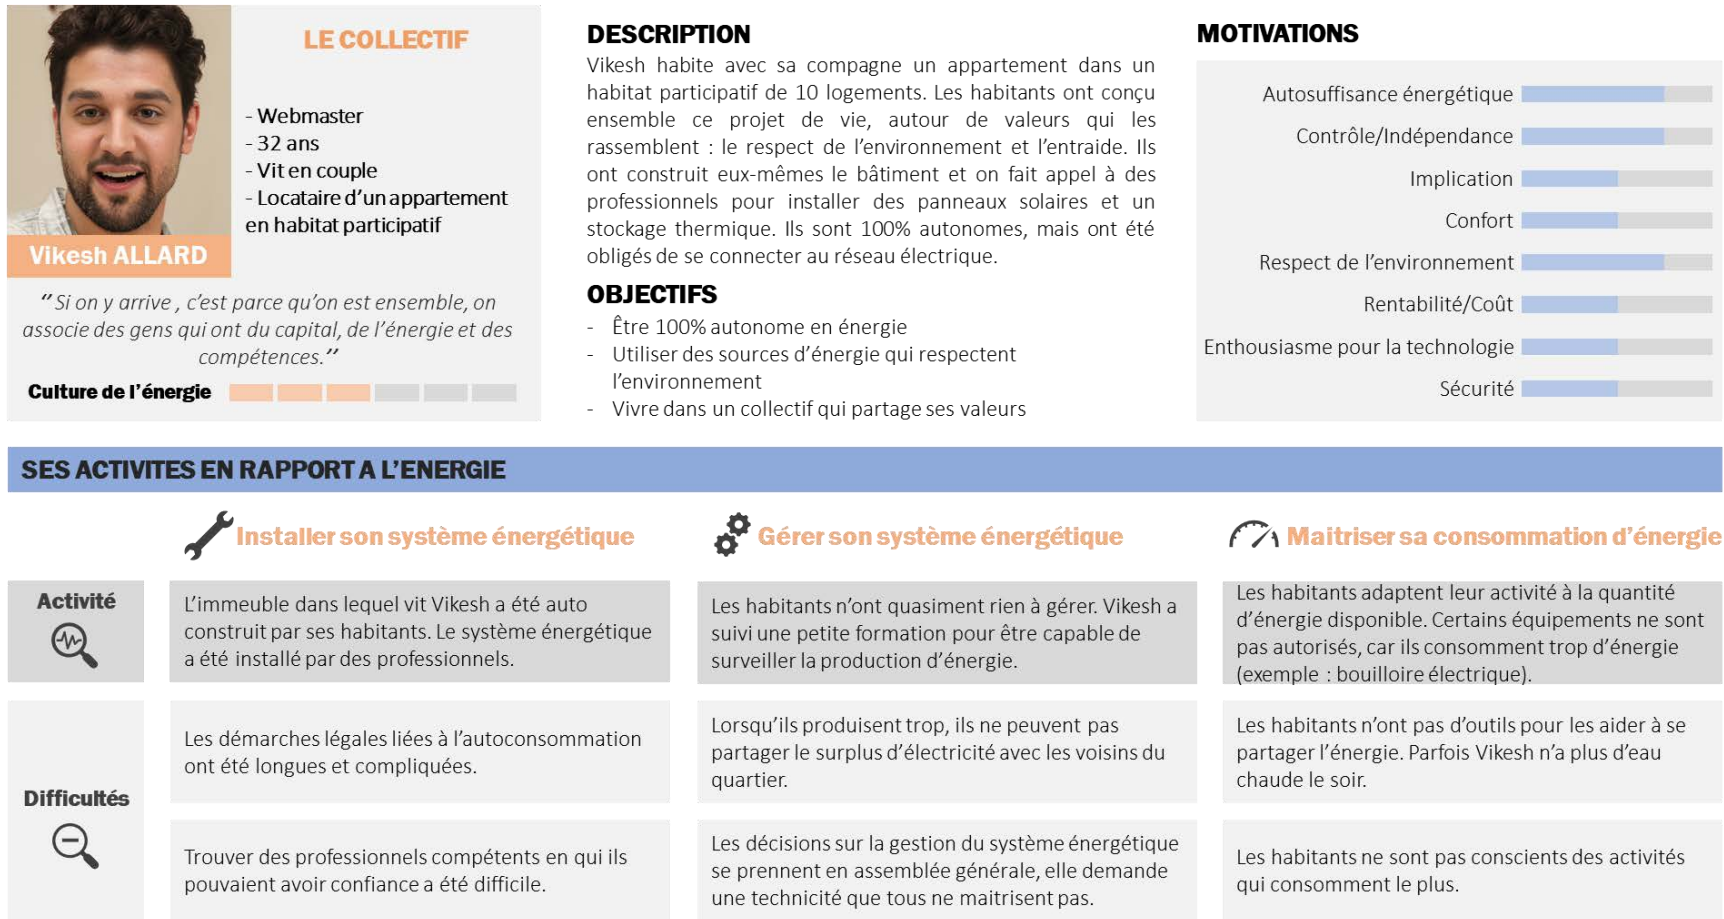 LE COLLECTIF
- Webmaster
- 32 ans
- Vit en couple
- Locataire d'un appartement
en habitat participatif
Vikesh ALLARD
“ Si on y arrive , c'est parce qu'on est ensemble, on
associe des gens qui ont du capital, de l'énergie et des
compétences.”
Culture de l'énergie
DESCRIPTION
Vikesh habite avec sa compagne un appartement dans un
habitat participatif de 10 logements. Les habitants ont conçu
ensemble ce projet de vie, autour de valeurs qui les
rassemblent : le respect de l'environnement et l'entraide. Ils
ont construit eux-mêmes le bâtiment et on fait appel à des
professionnels pour installer des panneaux solaires et un
stockage thermique. Ils sont 100% autonomes, mais ont été
obligés de se connecter au réseau électrique.
OBJECTIFS
- Être 100% autonome en énergie
- Utiliser des sources d'énergie qui respectent
l'environnement
- Vivre dans un collectif qui partage ses valeurs
MOTIVATIONS
Autosuffisance énergétique
Contrôle/Indépendance
Implication
Confort
Respect de l'environnement
Rentabilité/Coût
Enthousiasme pour la technologie
Sécurité
SES ACTIVITES EN RAPPORT A L'ENERGIE
Installer son système énergétique
Gérer son système énergétique
Maitriser sa consommation d'énergie
Activité
L'immeuble dans lequel vit Vikesh a été auto
construit par ses habitants. Le système énergétique
a été installé par des professionnels.
Les habitants n'ont quasiment rien à gérer. Vikesh a
suivi une petite formation pour être capable de
surveiller la production d'énergie.
Les habitants adaptent leur activité à la quantité
d'énergie disponible. Certains équipements ne sont
pas autorisés, car ils consomment trop d'énergie
(exemple : bouilloire électrique).
Difficultés
Les démarches légales liées à l'autoconsommation
ont été longues et compliquées.
Lorsqu'ils produisent trop, ils ne peuvent pas
partager le surplus d'électricité avec les voisins du
quartier.
Les habitants n'ont pas d'outils pour les aider à se
partager l'énergie. Parfois Vikesh n'a plus d'eau
chaude le soir.
Trouver des professionnels compétents en qui ils
pouvaient avoir confiance a été difficile.
Les décisions sur la gestion du système énergétique
se prennent en assemblée générale, elle demande
une technicité que tous ne maitrisent pas.
Les habitants ne sont pas conscients des activités
qui consomment le plus.